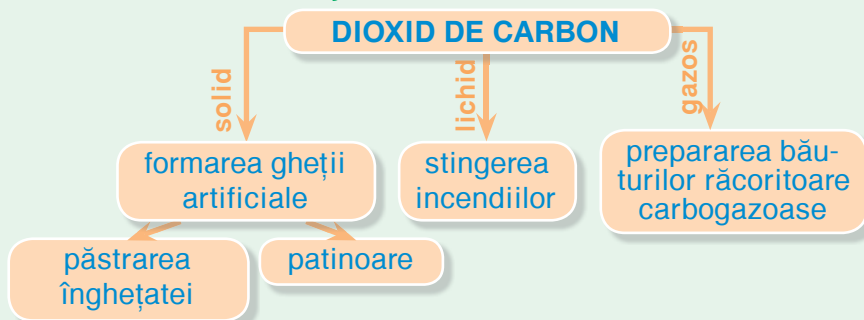 DIOXID DE CARBON
solid
lichid
gazos
formarea gheții
artificiale
stingerea
incendiilor
prepararea bău-
turilor răcoritoare
carbogazoase
păstrarea
înghețatei
patinoare